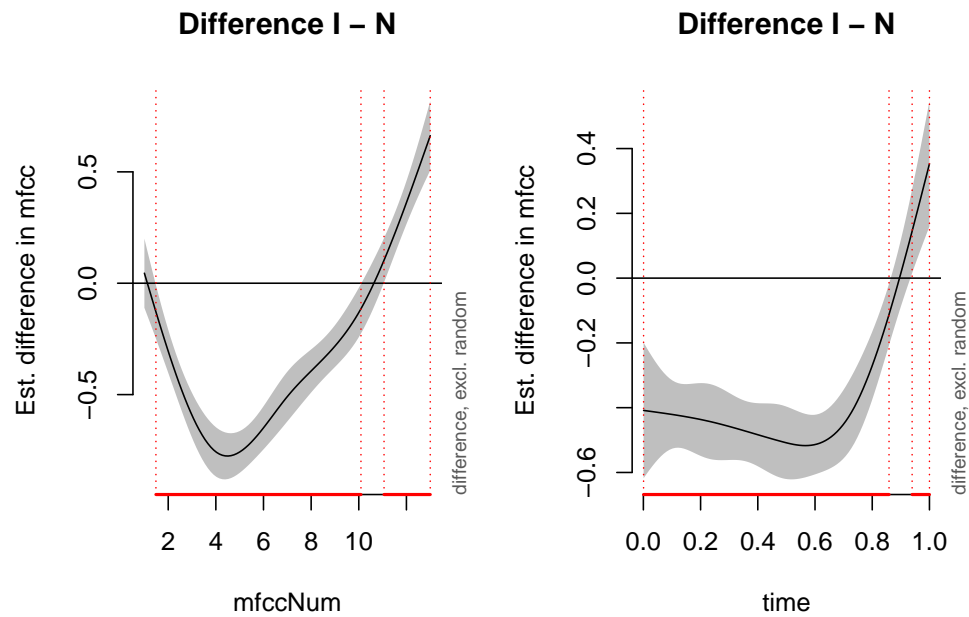 Difference I − N
Est. difference in mfcc
0.5
0.0
−0.5
2 4 6 8 10
mfccNum
difference, excl. random
Difference I − N
Est. difference in mfcc
0.4
0.2
0.0
−0.2
−0.6
0.0 0.2 0.4 0.6 0.8 1.0
time
difference, excl. random